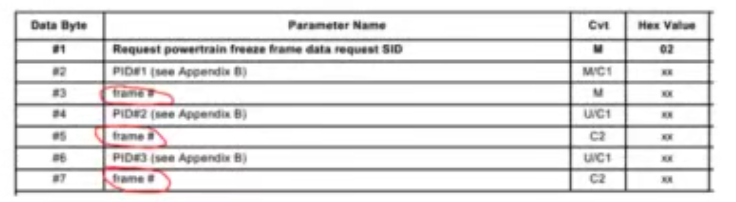 Data Byte Parameter Name Cvt Hex Value
#1 Request powertrain freeze frame data request SID M 02
#2 PID#1 (see Appendix B) M/C1 xx
#3 frame # M xx
#4 PID#2 (see Appendix B) U/C1 xx
#5 frame # C2 xx
#6 PID#3 (see Appendix B) U/C1 xx
#7 frame # C2 xx